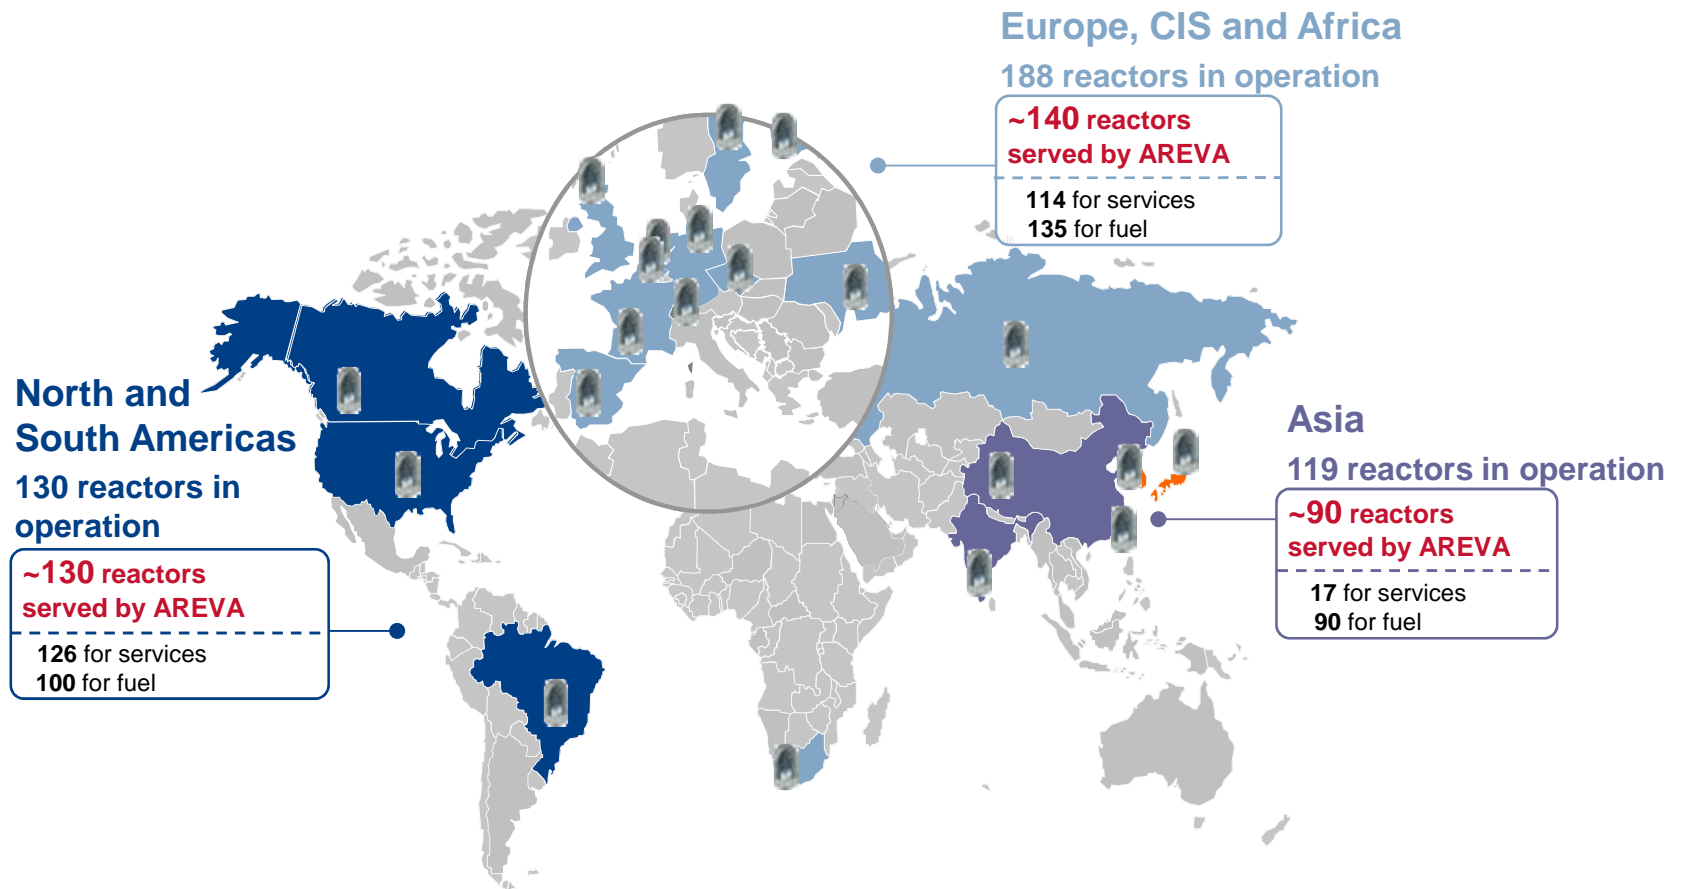 Europe, CIS and Africa
188 reactors in operation
~140 reactors
served by AREVA
114 for services
135 for fuel
North and
South Americas
130 reactors in
operation
~130 reactors
served by AREVA
126 for services
100 for fuel
Asia
119 reactors in operation
~90 reactors
served by AREVA
17 for services
90 for fuel